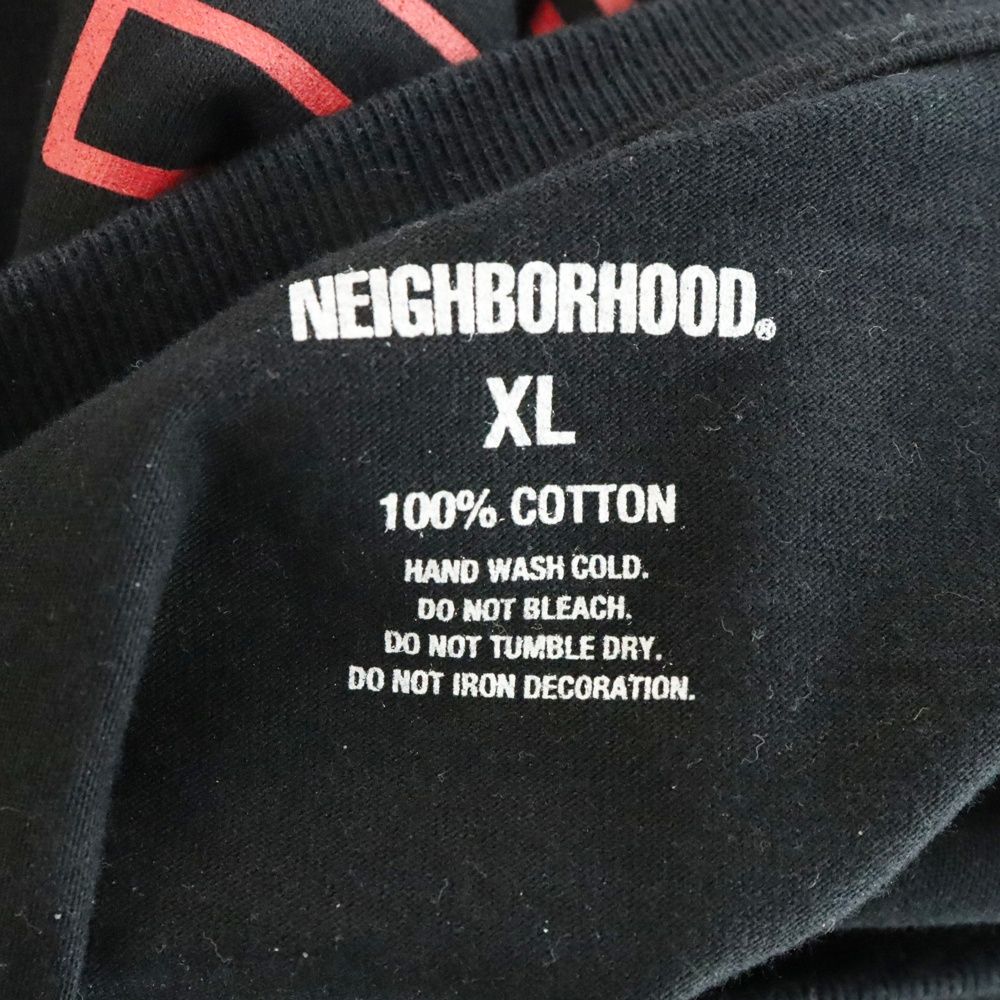 NEIGHBORHOOD.®
XL
100% COTTON
HAND WASH COLD.
DO NOT BLEACH.
DO NOT TUMBLE DRY.
DO NOT IRON DECORATION.